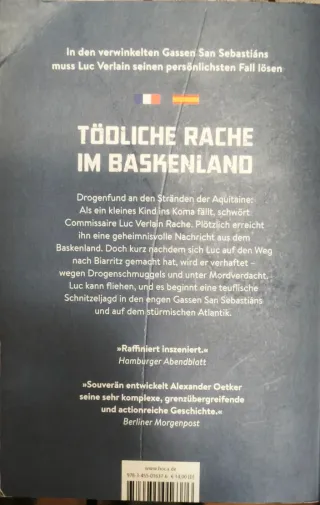 In den verwinkelten Gassen San Sebastiáns
muss Luc Verlain seinen persönlichsten Fall lösen
TÖDLICHE RACHE
IM BASKENLAND
Drogenfund an den Stränden der Aquitaine:
Als ein kleines Kind ins Koma fällt, schwört
Commissaire Luc Verlain Rache. Plötzlich erreicht
ihn eine geheimnisvolle Nachricht aus dem
Baskenland. Doch kurz nachdem sich Luc auf den Weg
nach Biarritz gemacht hat, wird er verhaftet –
wegen Drogenschmuggels und unter Mordverdacht.
Luc kann fliehen, und es beginnt eine teuflische
Schnitzeljagd in den engen Gassen San Sebastiáns
und auf dem stürmischen Atlantik.
»Raffiniert inszeniert.«
Hamburger Abendblatt
»Souverän entwickelt Alexander Oetker
seine sehr komplexe, grenzübergreifende
und actionreiche Geschichte.«
Berliner Morgenpost